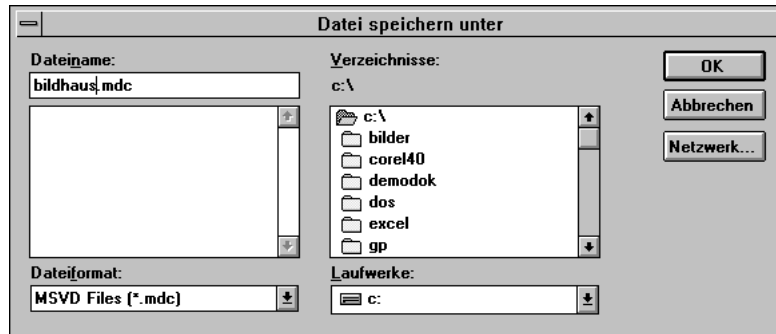 Datei speichern unter
Dateiname:
bildhaus.mdc
Verzeichnisse:
c:\
c:\
bilder
corel40
demodok
dos
excel
gp
OK
Abbrechen
Netzwerk...
Dateiformat:
MSVD Files (*.mdc)
Laufwerke:
c: